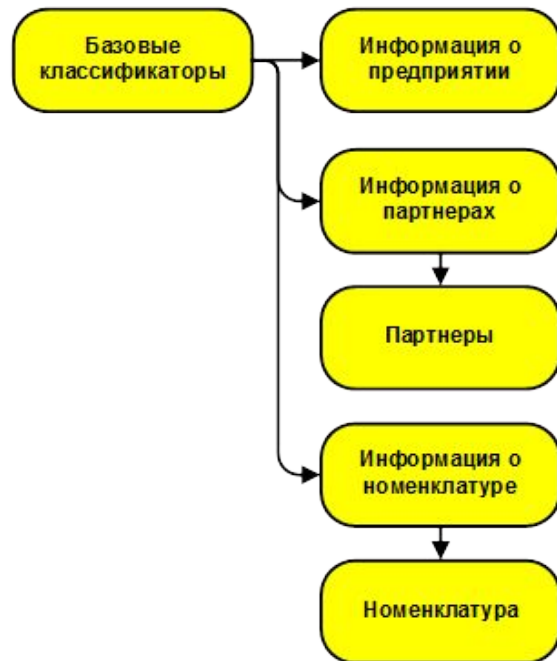 Базовые
классификаторы
Информация о
предприятии
Информация о
партнерах
Партнеры
Информация о
номенклатуре
Номенклатура